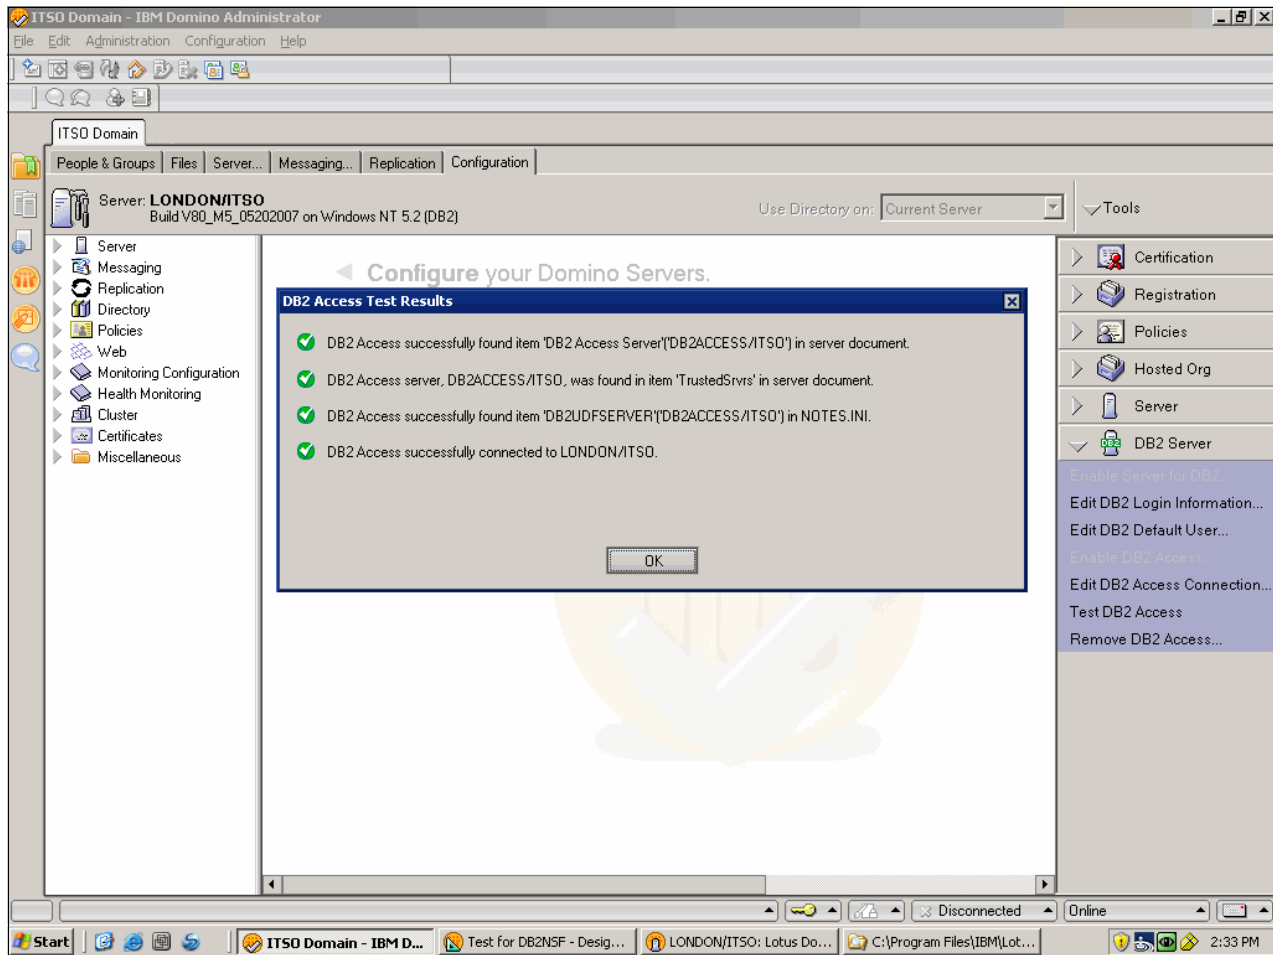 ITSO Domain - IBM Domino Administrator
File Edit Administration Configuration Help
ITSO Domain
People & Groups Files Server... Messaging... Replication Configuration
Server: LONDON/ITSO
Build V80_M5_05202007 on Windows NT 5.2 (DB2)
Use Directory on: Current Server
Tools
Server
Messaging
Replication
Directory
Policies
Web
Monitoring Configuration
Health Monitoring
Cluster
Certificates
Miscellaneous
Configure your Domino Servers.
DB2 Access Test Results
DB2 Access successfully found item 'DB2 Access Server'('DB2ACCESS/ITSO') in server document.
DB2 Access server, DB2ACCESS/ITSO, was found in item 'TrustedSrvrs' in server document.
DB2 Access successfully found item 'DB2UDFSERVER'('DB2ACCESS/ITSO') in NOTES.INI.
DB2 Access successfully connected to LONDON/ITSO.
OK
Certification
Registration
Policies
Hosted Org
Server
DB2 Server
Enable Server for DB2...
Edit DB2 Login Information...
Edit DB2 Default User...
Enable DB2 Access...
Edit DB2 Access Connection...
Test DB2 Access
Remove DB2 Access...
Disconnected
Online
Start
ITSO Domain - IBM D...
Test for DB2NSF - Desig...
LONDON/ITSO: Lotus Do...
C:\Program Files\IBM\Lot...
2:33 PM